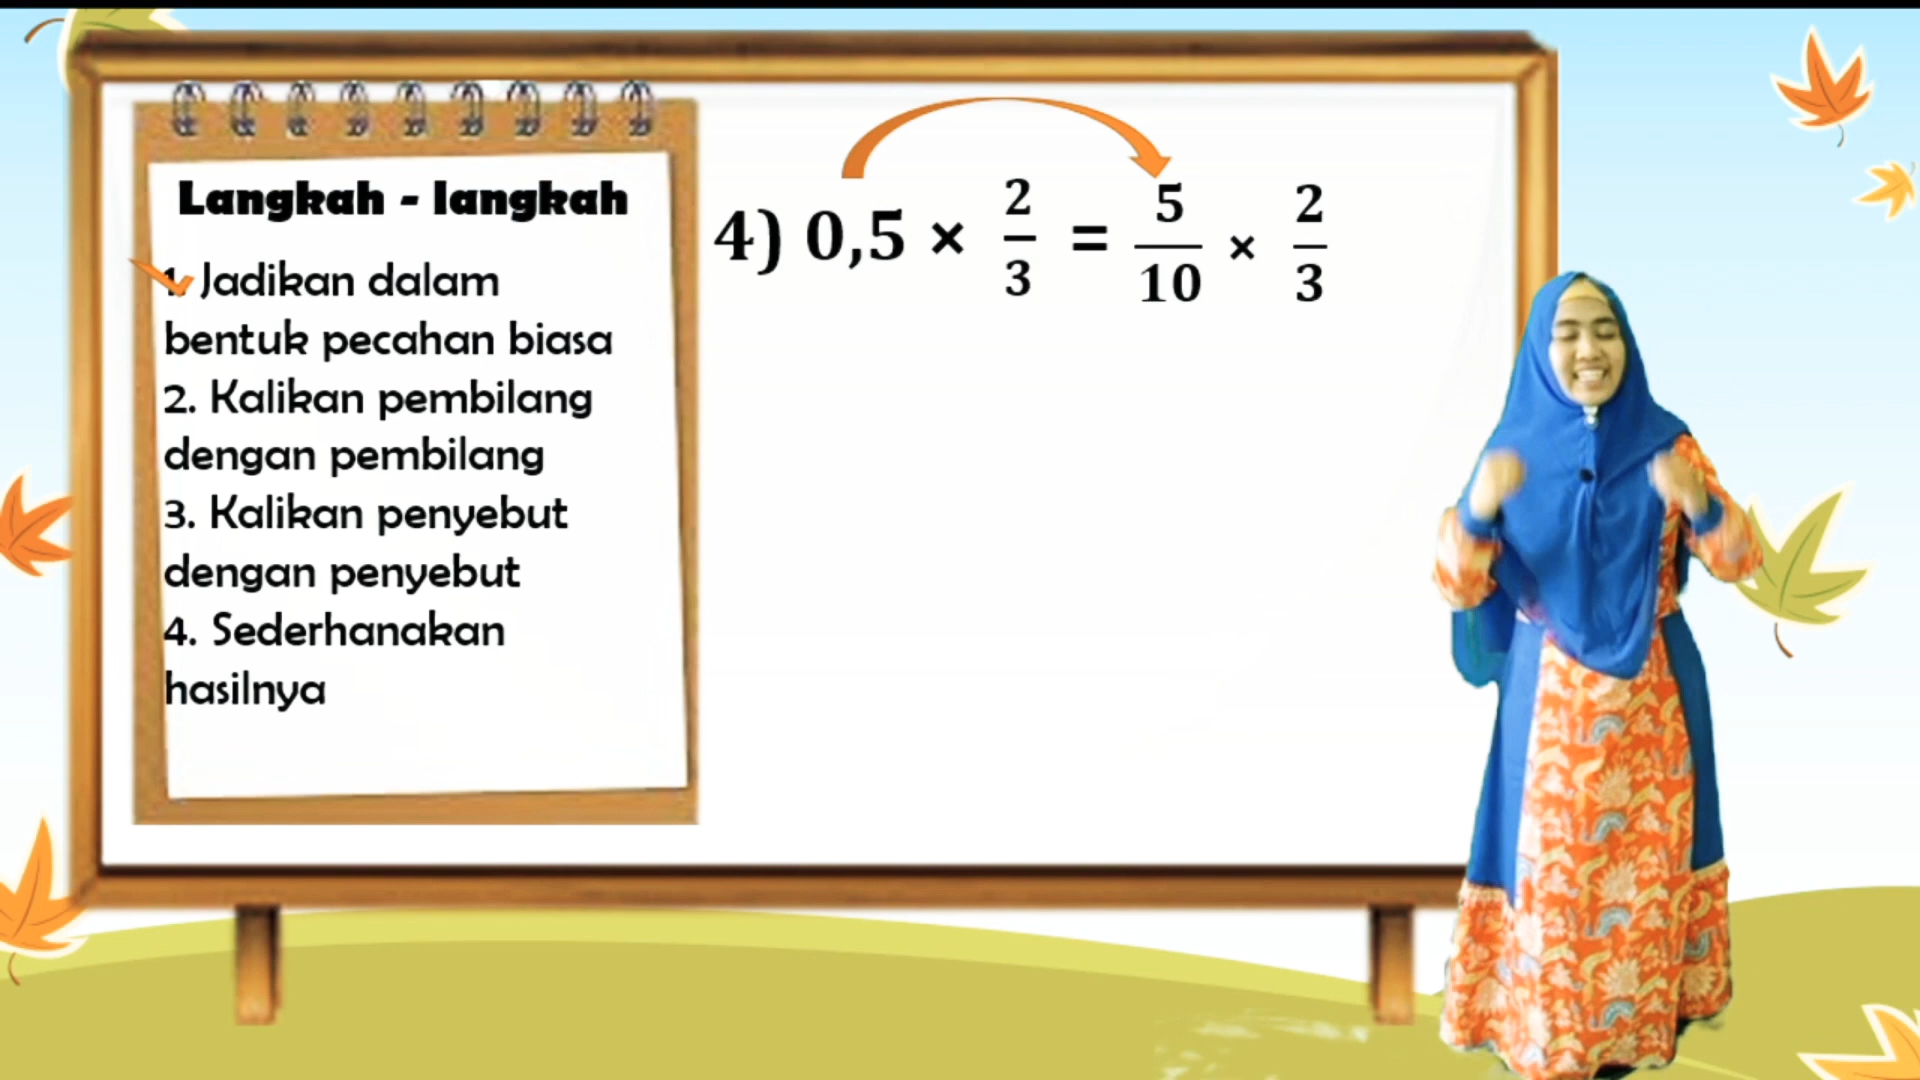 Langkah - langkah
1. Jadikan dalam
bentuk pecahan biasa
2. Kalikan pembilang
dengan pembilang
3. Kalikan penyebut
dengan penyebut
4. Sederhanakan
hasilnya
4) 0,5 × 2/3 = 5/10 × 2/3